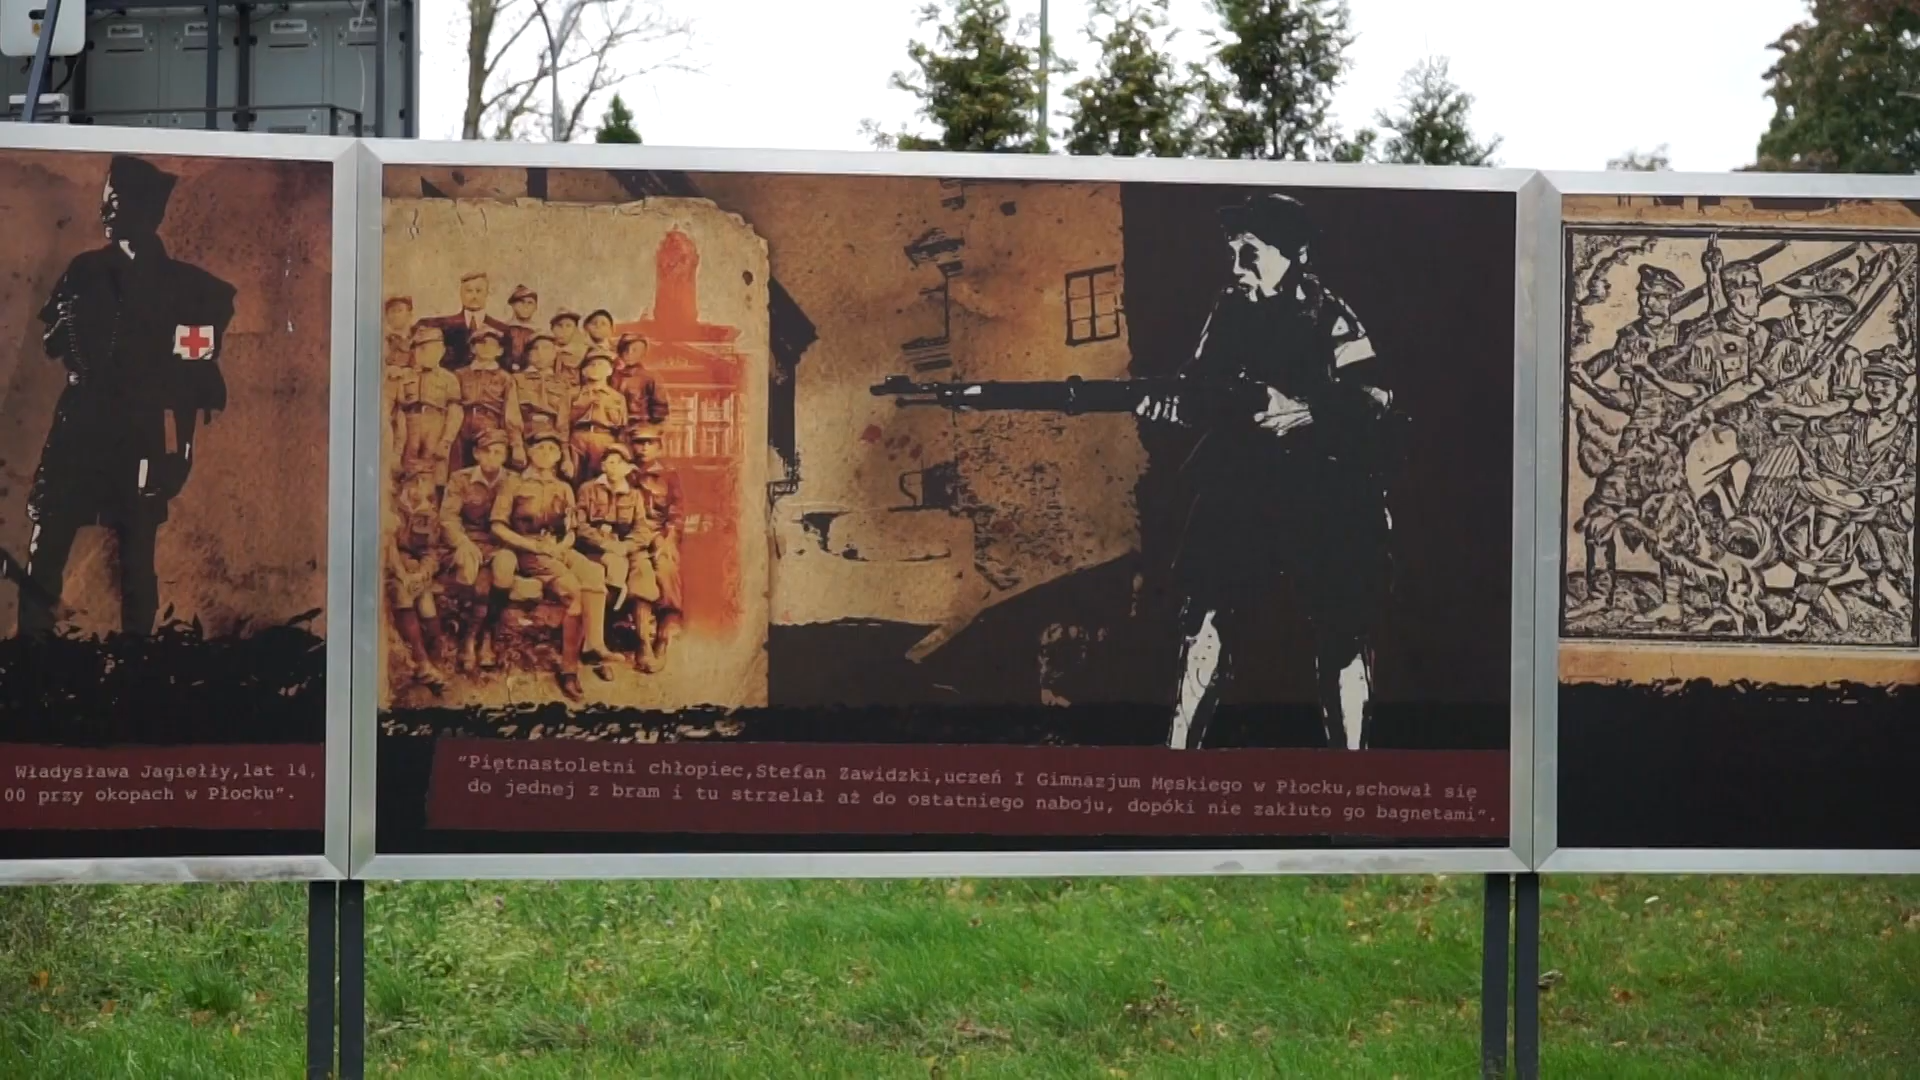 Władysława Jagiełły,lat 14,
00 przy okopach w Płocku".
"Piętnastoletni chłopiec,Stefan Zawidzki,uczeń I Gimnazjum Męskiego w Płocku,schował się
do jednej z bram i tu strzelał aż do ostatniego naboju, dopóki nie zakłuto go bagnetami".